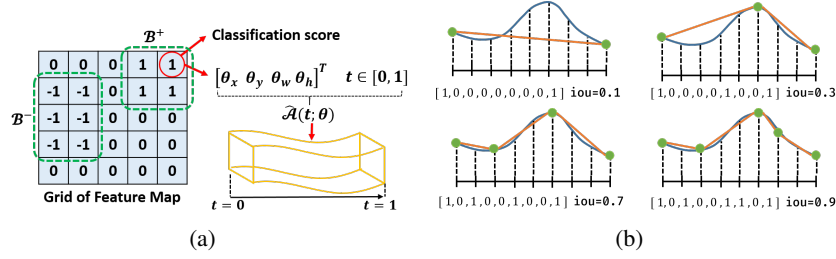 B⁺
Classification score
0 0 0 1 1
-1 -1 0 1 1
-1 -1 0 0 0
-1 -1 0 0 0
0 0 0 0 0
B⁻
Grid of Feature Map
[θx θy θw θh]ᵀ t ∈ [0, 1]
Â(t; θ)
t = 0 t = 1
(a)
[1,0,0,0,0,0,0,0,1] iou=0.1
[1,0,0,0,0,1,0,0,1] iou=0.3
[1,0,1,0,0,1,0,0,1] iou=0.7
[1,0,1,0,0,1,1,0,1] iou=0.9
(b)